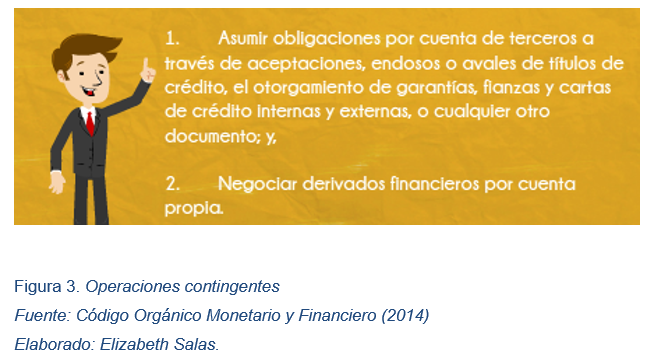 1. Asumir obligaciones por cuenta de terceros a
través de aceptaciones, endosos o avales de títulos de
crédito, el otorgamiento de garantías, fianzas y cartas
de crédito internas y externas, o cualquier otro
documento; y,
2. Negociar derivados financieros por cuenta
propia.
Figura 3. Operaciones contingentes
Fuente: Código Orgánico Monetario y Financiero (2014)
Elaborado: Elizabeth Salas.